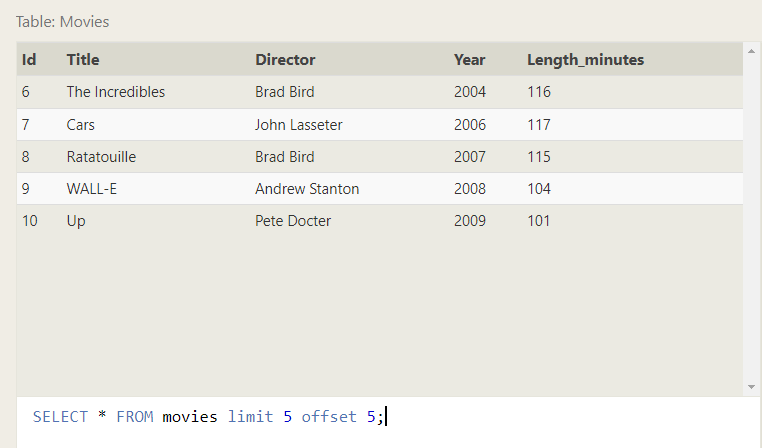 Table: Movies
Id Title Director Year Length_minutes
6 The Incredibles Brad Bird 2004 116
7 Cars John Lasseter 2006 117
8 Ratatouille Brad Bird 2007 115
9 WALL-E Andrew Stanton 2008 104
10 Up Pete Docter 2009 101
SELECT * FROM movies limit 5 offset 5;